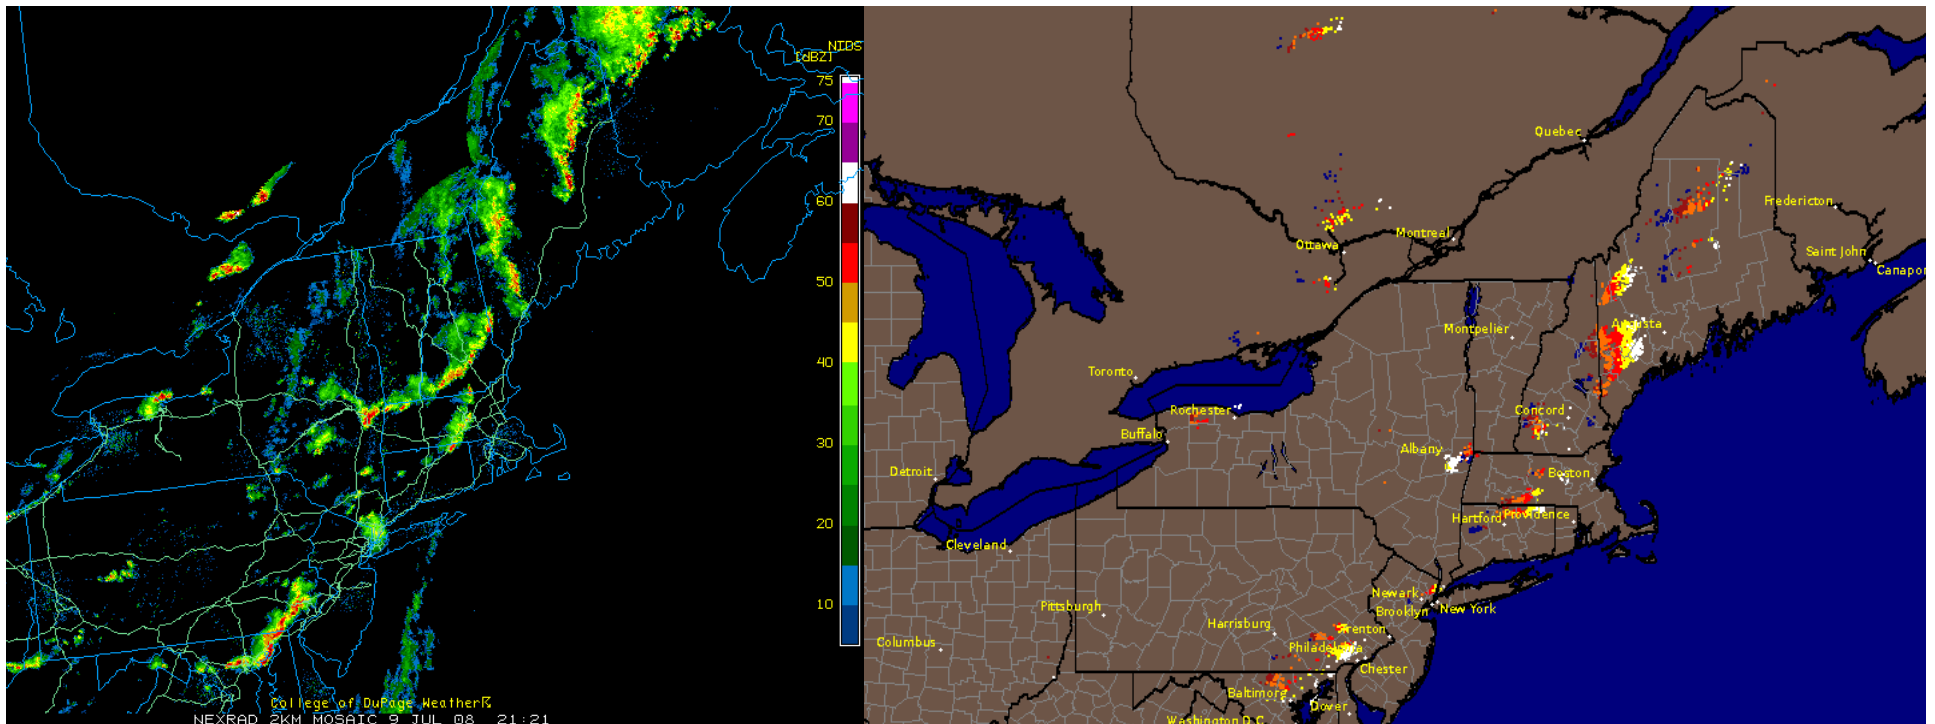 NIDS
[dBZ]
75
70
60
50
40
30
20
10
College of DuPage Weather
NEXRAD 2KM MOSAIC 9 JUL 08 21:21
Quebec
Fredericton
Ottawa
Montreal
Saint John
Canapor
Montpelier
Augusta
Toronto
Rochester
Concord
Buffalo
Albany
Detroit
Boston
Hartford
Providence
Cleveland
Newark
Pittsburgh
Brooklyn
New York
Harrisburg
Trenton
Columbus
Philadelphia
Chester
Baltimore
Dover
Washington D.C.